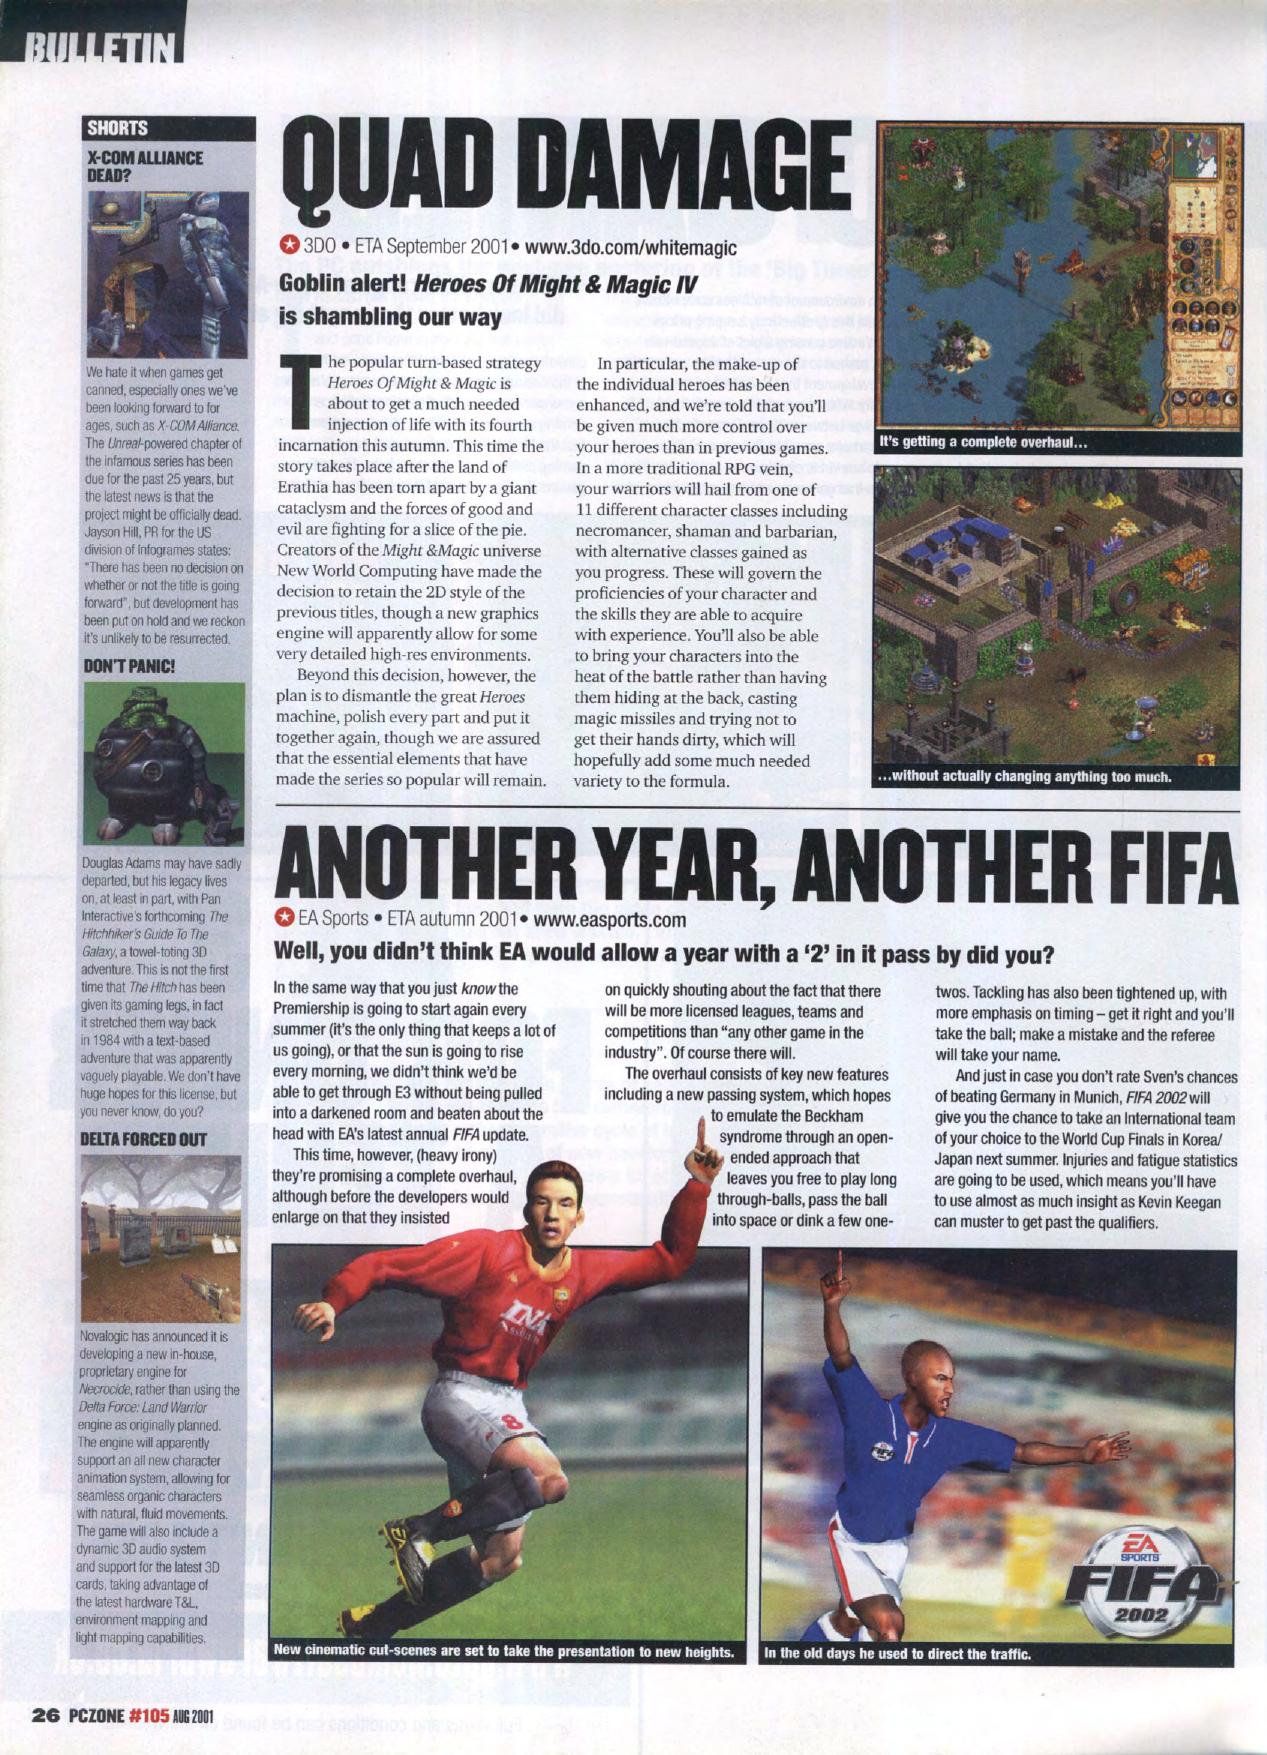 BULLETIN
SHORTS
X-COM ALLIANCE
DEAD?
We hate it when games get
canned, especially ones we've
been looking forward to for
ages, such as X-COM Alliance.
The Unreal-powered chapter of
the infamous series has been
due for the past 25 years, but
the latest news is that the
project might be officially dead.
Jayson Hill, PR for the US
division of Infogrames states:
"There has been no decision on
whether or not the title is going
forward", but development has
been put on hold and we reckon
it's unlikely to be resurrected.
DON'T PANIC!
Douglas Adams may have sadly
departed, but his legacy lives
on, at least in part, with Pan
Interactive's forthcoming The
Hitchhiker's Guide To The
Galaxy, a towel-toting 3D
adventure. This is not the first
time that The Hitch has been
given its gaming legs, in fact
it stretched them way back
in 1984 with a text-based
adventure that was apparently
vaguely playable. We don't have
huge hopes for this license, but
you never know, do you?
DELTA FORCED OUT
Novalogic has announced it is
developing a new in-house,
proprietary engine for
Necrocide, rather than using the
Delta Force: Land Warrior
engine as originally planned.
The engine will apparently
support an all new character
animation system, allowing for
seamless organic characters
with natural, fluid movements.
The game will also include a
dynamic 3D audio system
and support for the latest 3D
cards, taking advantage of
the latest hardware T&L,
environment mapping and
light mapping capabilities.
QUAD DAMAGE
3DO • ETA September 2001 • www.3do.com/whitemagic
Goblin alert! Heroes Of Might & Magic IV
is shambling our way
The popular turn-based strategy
Heroes Of Might & Magic is
about to get a much needed
injection of life with its fourth
incarnation this autumn. This time the
story takes place after the land of
Erathia has been torn apart by a giant
cataclysm and the forces of good and
evil are fighting for a slice of the pie.
Creators of the Might &Magic universe
New World Computing have made the
decision to retain the 2D style of the
previous titles, though a new graphics
engine will apparently allow for some
very detailed high-res environments.
Beyond this decision, however, the
plan is to dismantle the great Heroes
machine, polish every part and put it
together again, though we are assured
that the essential elements that have
made the series so popular will remain.
In particular, the make-up of
the individual heroes has been
enhanced, and we're told that you'll
be given much more control over
your heroes than in previous games.
In a more traditional RPG vein,
your warriors will hail from one of
11 different character classes including
necromancer, shaman and barbarian,
with alternative classes gained as
you progress. These will govern the
proficiencies of your character and
the skills they are able to acquire
with experience. You'll also be able
to bring your characters into the
heat of the battle rather than having
them hiding at the back, casting
magic missiles and trying not to
get their hands dirty, which will
hopefully add some much needed
variety to the formula.
It's getting a complete overhaul...
...without actually changing anything too much.
ANOTHER YEAR, ANOTHER FIFA
EA Sports • ETA autumn 2001 • www.easports.com
Well, you didn't think EA would allow a year with a '2' in it pass by did you?
In the same way that you just know the
Premiership is going to start again every
summer (it's the only thing that keeps a lot of
us going), or that the sun is going to rise
every morning, we didn't think we'd be
able to get through E3 without being pulled
into a darkened room and beaten about the
head with EA's latest annual FIFA update.
This time, however, (heavy irony)
they're promising a complete overhaul,
although before the developers would
enlarge on that they insisted
on quickly shouting about the fact that there
will be more licensed leagues, teams and
competitions than "any other game in the
industry". Of course there will.
The overhaul consists of key new features
including a new passing system, which hopes
to emulate the Beckham
syndrome through an open-
ended approach that
leaves you free to play long
through-balls, pass the ball
into space or dink a few one-
twos. Tackling has also been tightened up, with
more emphasis on timing – get it right and you'll
take the ball; make a mistake and the referee
will take your name.
And just in case you don't rate Sven's chances
of beating Germany in Munich, FIFA 2002 will
give you the chance to take an International team
of your choice to the World Cup Finals in Korea/
Japan next summer. Injuries and fatigue statistics
are going to be used, which means you'll have
to use almost as much insight as Kevin Keegan
can muster to get past the qualifiers.
INA
8
New cinematic cut-scenes are set to take the presentation to new heights.
EA
SPORTS
FIFA
2002
In the old days he used to direct the traffic.
26 PCZONE #105 AUG 2001